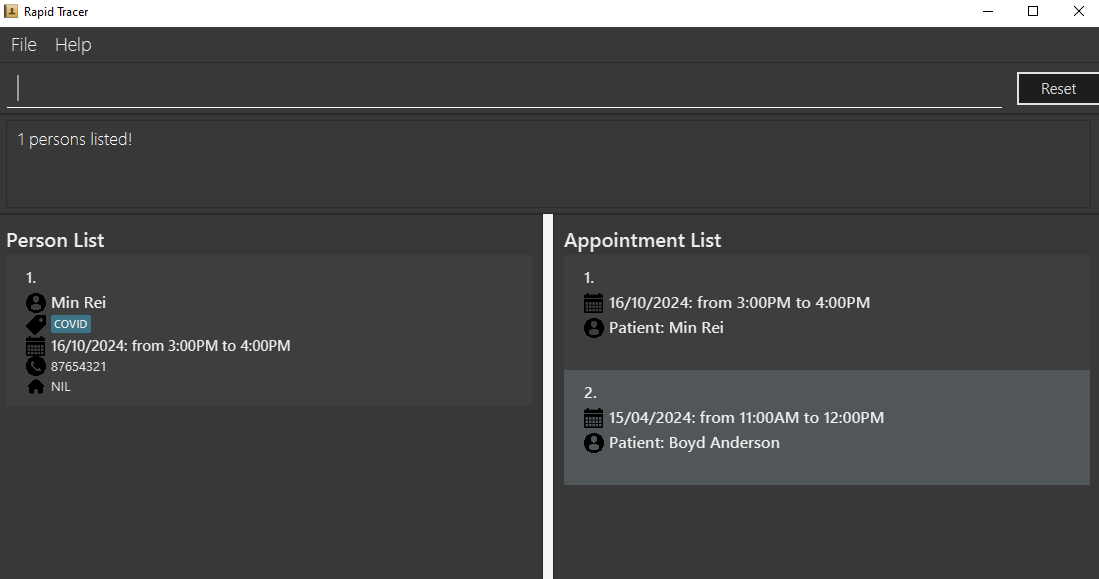 Rapid Tracer
File Help
Reset
1 persons listed!
Person List
1.
Min Rei
COVID
16/10/2024: from 3:00PM to 4:00PM
87654321
NIL
Appointment List
1.
16/10/2024: from 3:00PM to 4:00PM
Patient: Min Rei
2.
15/04/2024: from 11:00AM to 12:00PM
Patient: Boyd Anderson